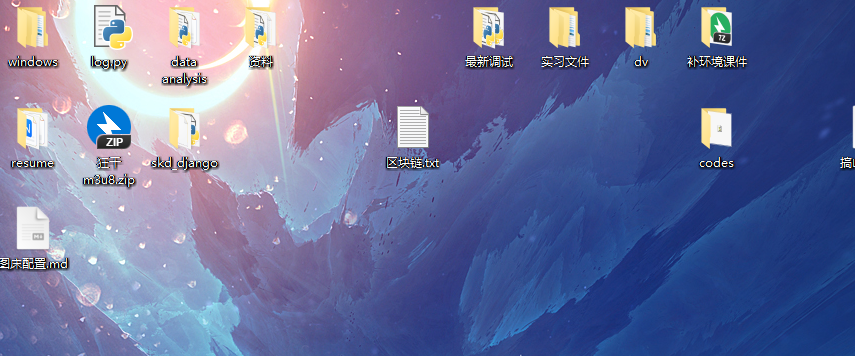 windows
log.py
data
analysis
资料
最新调试
实习文件
dv
7Z
补环境课件
resume
ZIP
狂干
m3u8.zip
skd_django
区块链.txt
codes
图床配置.md